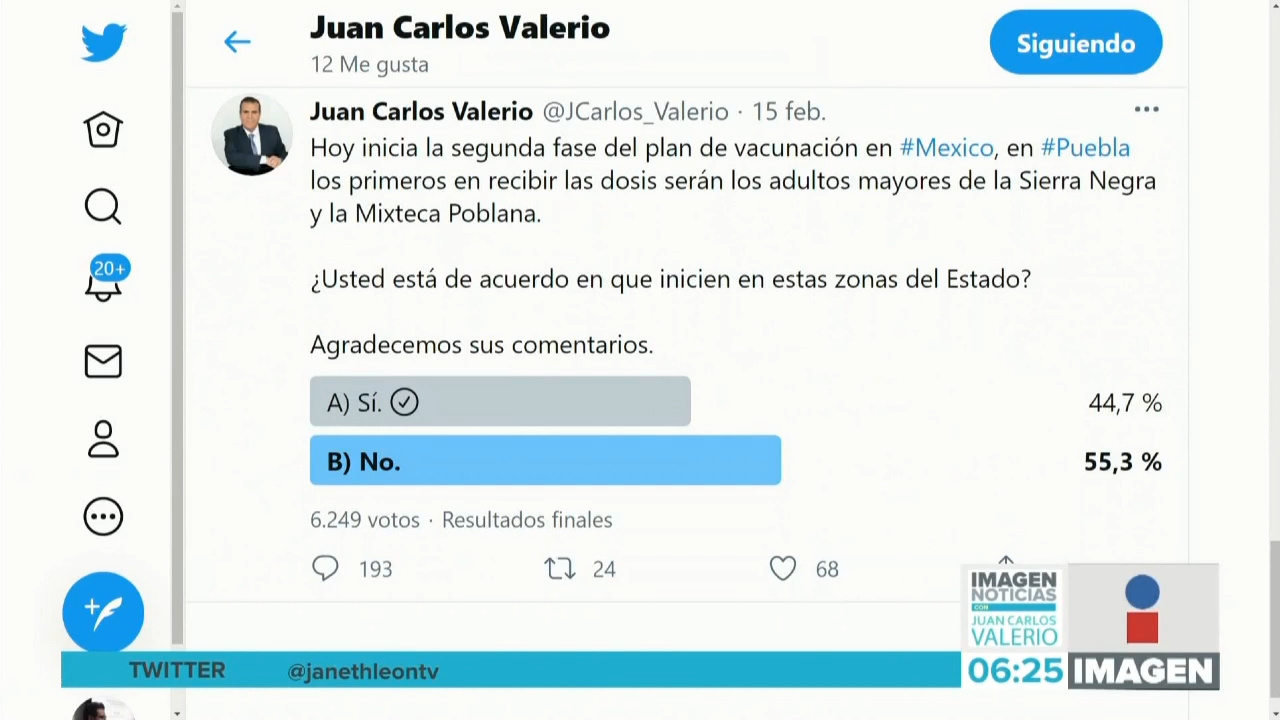 Juan Carlos Valerio
12 Me gusta
Siguiendo
Juan Carlos Valerio @JCarlos_Valerio · 15 feb.
Hoy inicia la segunda fase del plan de vacunación en #Mexico, en #Puebla
los primeros en recibir las dosis serán los adultos mayores de la Sierra Negra
y la Mixteca Poblana.
¿Usted está de acuerdo en que inicien en estas zonas del Estado?
Agradecemos sus comentarios.
A) Sí. 44,7 %
B) No. 55,3 %
6.249 votos · Resultados finales
193 24 68
20+
IMAGEN
NOTICIAS
CON
JUAN CARLOS
VALERIO
TWITTER @janethleontv
06:25 IMAGEN